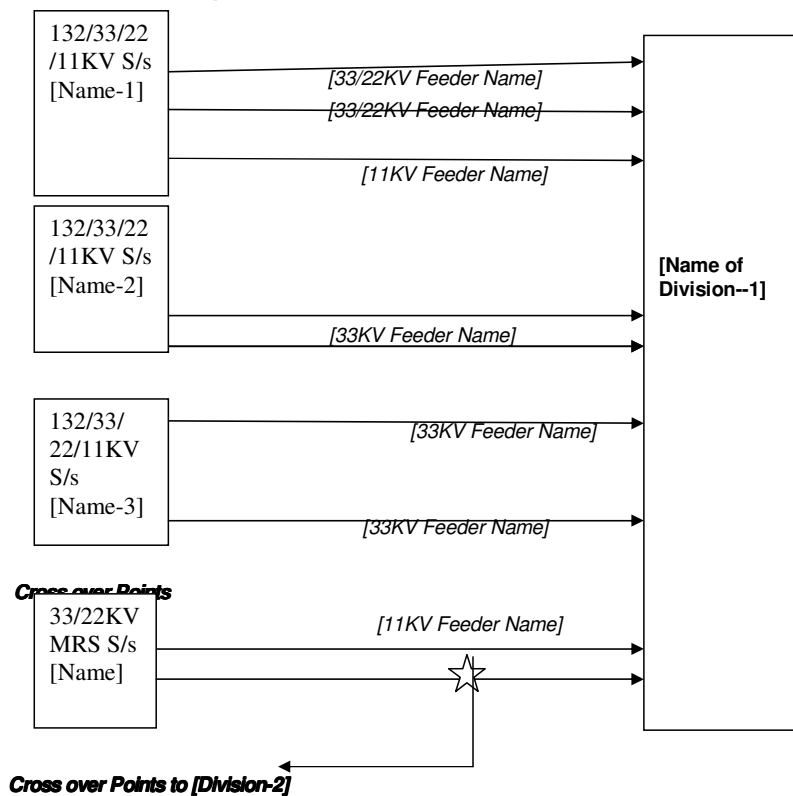 132/33/22
/11KV S/s
[Name-1]
[33/22KV Feeder Name]
[33/22KV Feeder Name]
[11KV Feeder Name]
132/33/22
/11KV S/s
[Name-2]
[33KV Feeder Name]
[Name of
Division--1]
132/33/
22/11KV
S/s
[Name-3]
[33KV Feeder Name]
[33KV Feeder Name]
Cross over Points
33/22KV
MRS S/s
[Name]
[11KV Feeder Name]
Cross over Points to [Division-2]